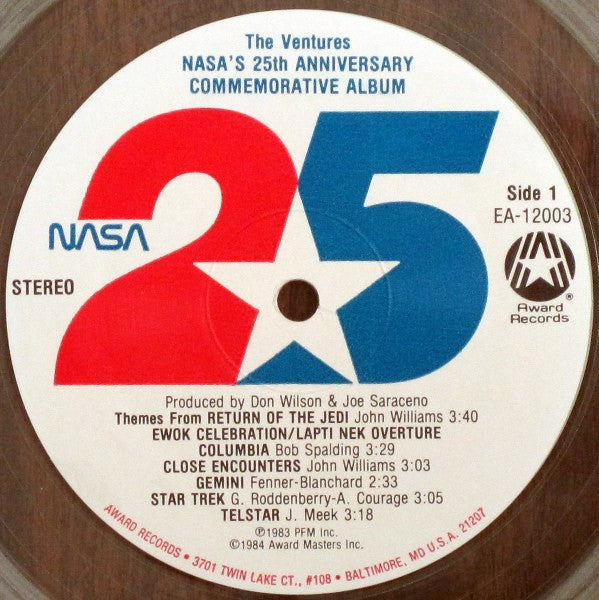 The Ventures
NASA'S 25th ANNIVERSARY
COMMEMORATIVE ALBUM
25
Side 1
EA-12003
NASA
STEREO
Award
Records
®
Produced by Don Wilson & Joe Saraceno
Themes From RETURN OF THE JEDI John Williams 3:40
EWOK CELEBRATION/LAPTI NEK OVERTURE
COLUMBIA Bob Spalding 3:29
CLOSE ENCOUNTERS John Williams 3:03
GEMINI Fenner-Blanchard 2:33
STAR TREK G. Roddenberry-A. Courage 3:05
TELSTAR J. Meek 3:18
℗1983 PFM Inc.
©1984 Award Masters Inc.
AWARD RECORDS • 3701 TWIN LAKE CT., #108 • BALTIMORE, MD U.S.A. 21207